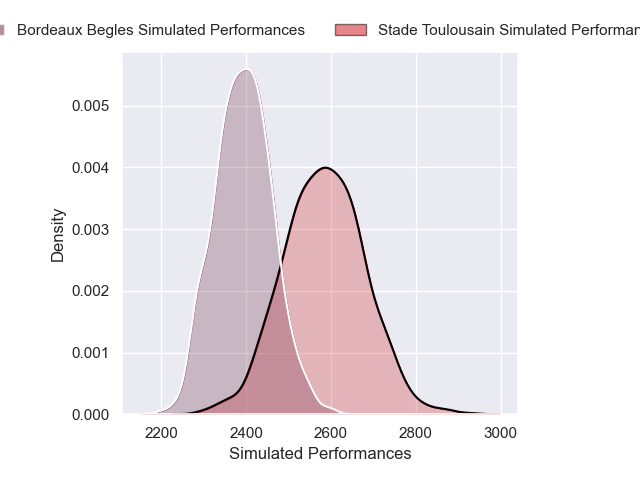 Bordeaux Begles Simulated Performances
Stade Toulousain Simulated
0.005
0.004
0.003
0.002
0.001
0.000
Density
2200 2400 2600 2800 3000
Simulated Performances